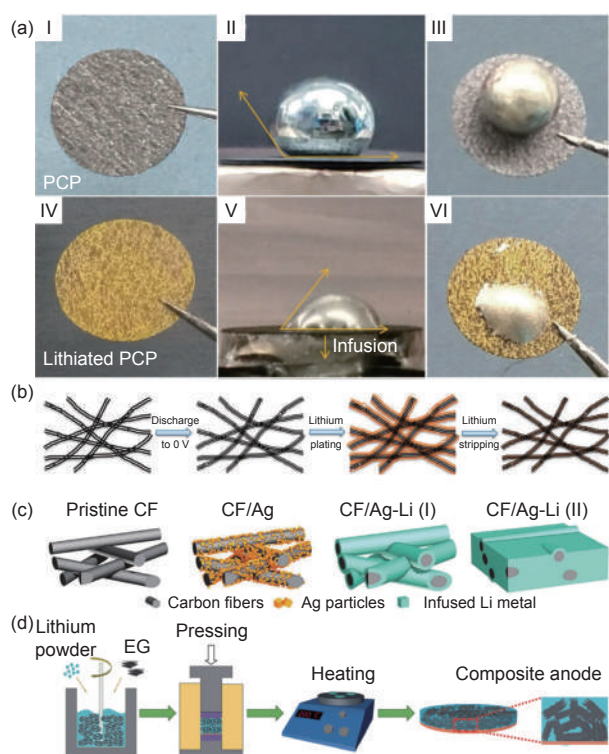 (a)
I
II
III
PCP
IV
V
VI
Lithiated PCP
Infusion
(b)
Discharge
to 0 V
Lithium
plating
Lithium
stripping
(c)
Pristine CF
CF/Ag
CF/Ag-Li (I)
CF/Ag-Li (II)
Carbon fibers
Ag particles
Infused Li metal
(d)
Lithium
powder
EG
Pressing
Heating
Composite anode